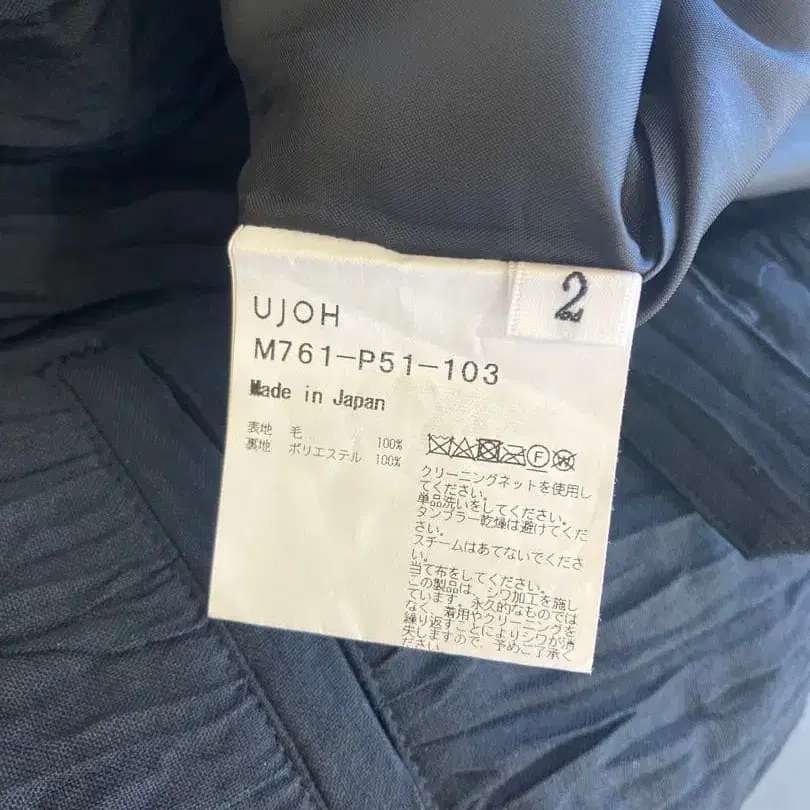 2
UJOH
M761-P51-103
Made in Japan
表地 毛 100%
裏地 ポリエステル 100%
クリーニングネットを使用し
てください。
単品洗いをしてください。
タンブラー乾燥は避けてくだ
さい。
スチームはあてないでくださ
い。
当て布をしてください。
この製品は、シワ加工を施し
ています。永久的なものでは
なく、着用やクリーニングを
繰り返すことによりシワが消
失しますので、予めご了承く
ださい。